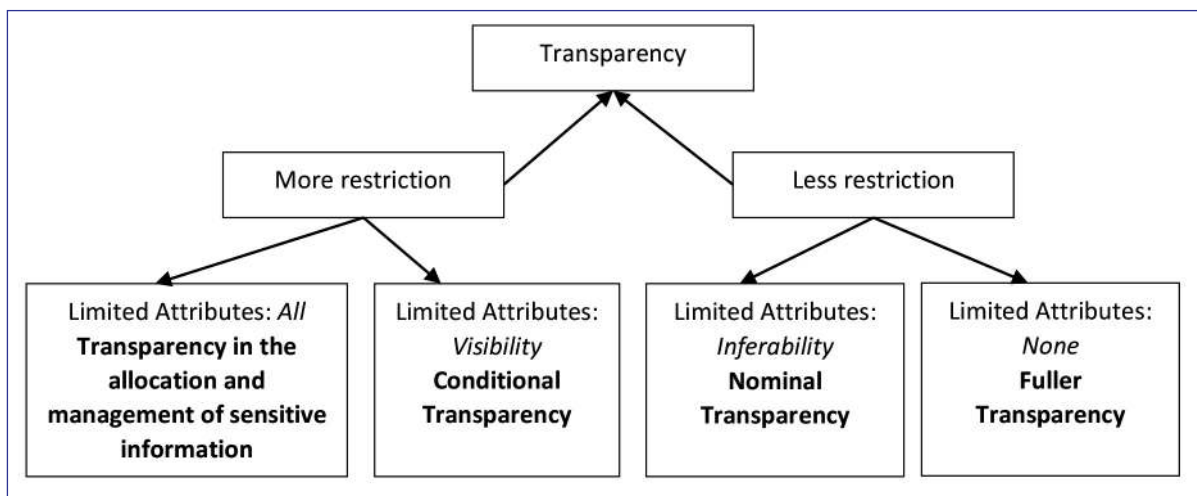 Transparency
More restriction
Less restriction
Limited Attributes: All
Transparency in the
allocation and
management of sensitive
information
Limited Attributes:
Visibility
Conditional
Transparency
Limited Attributes:
Inferability
Nominal
Transparency
Limited Attributes:
None
Fuller
Transparency